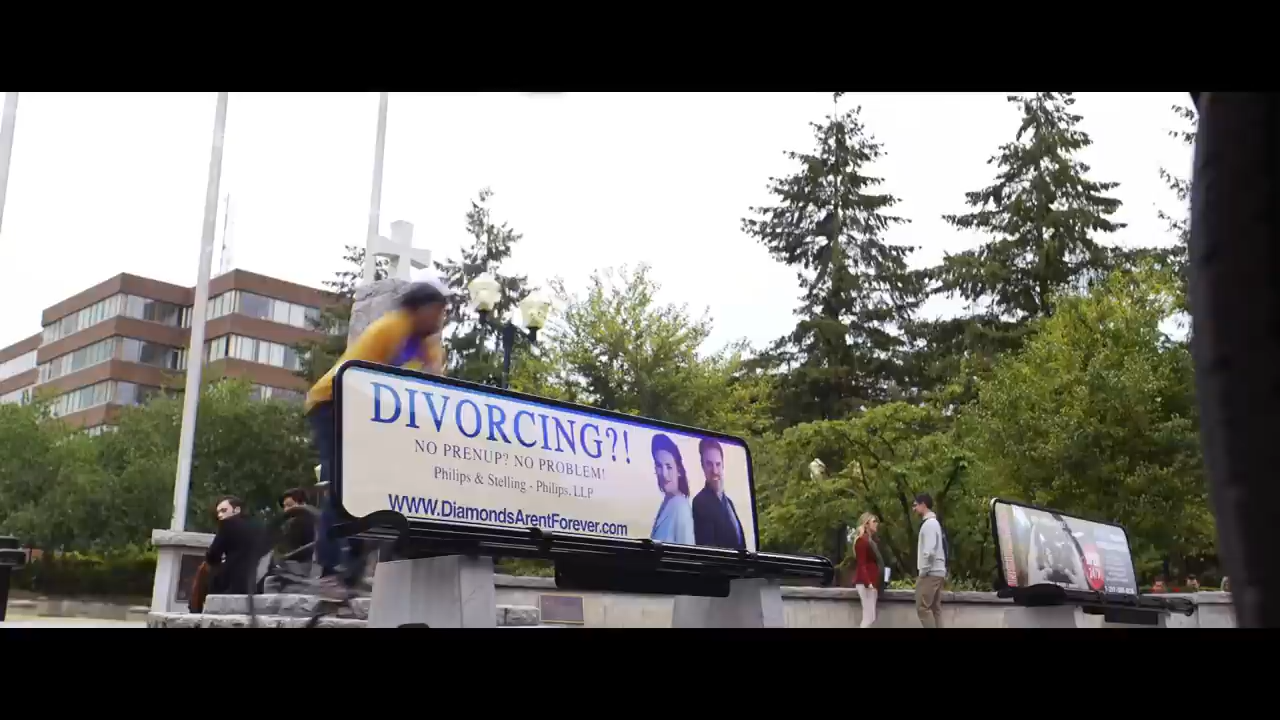 DIVORCING?!
NO PRENUP? NO PROBLEM!
Philips & Stelling - Philips, LLP
WWW.DiamondsArentForever.com